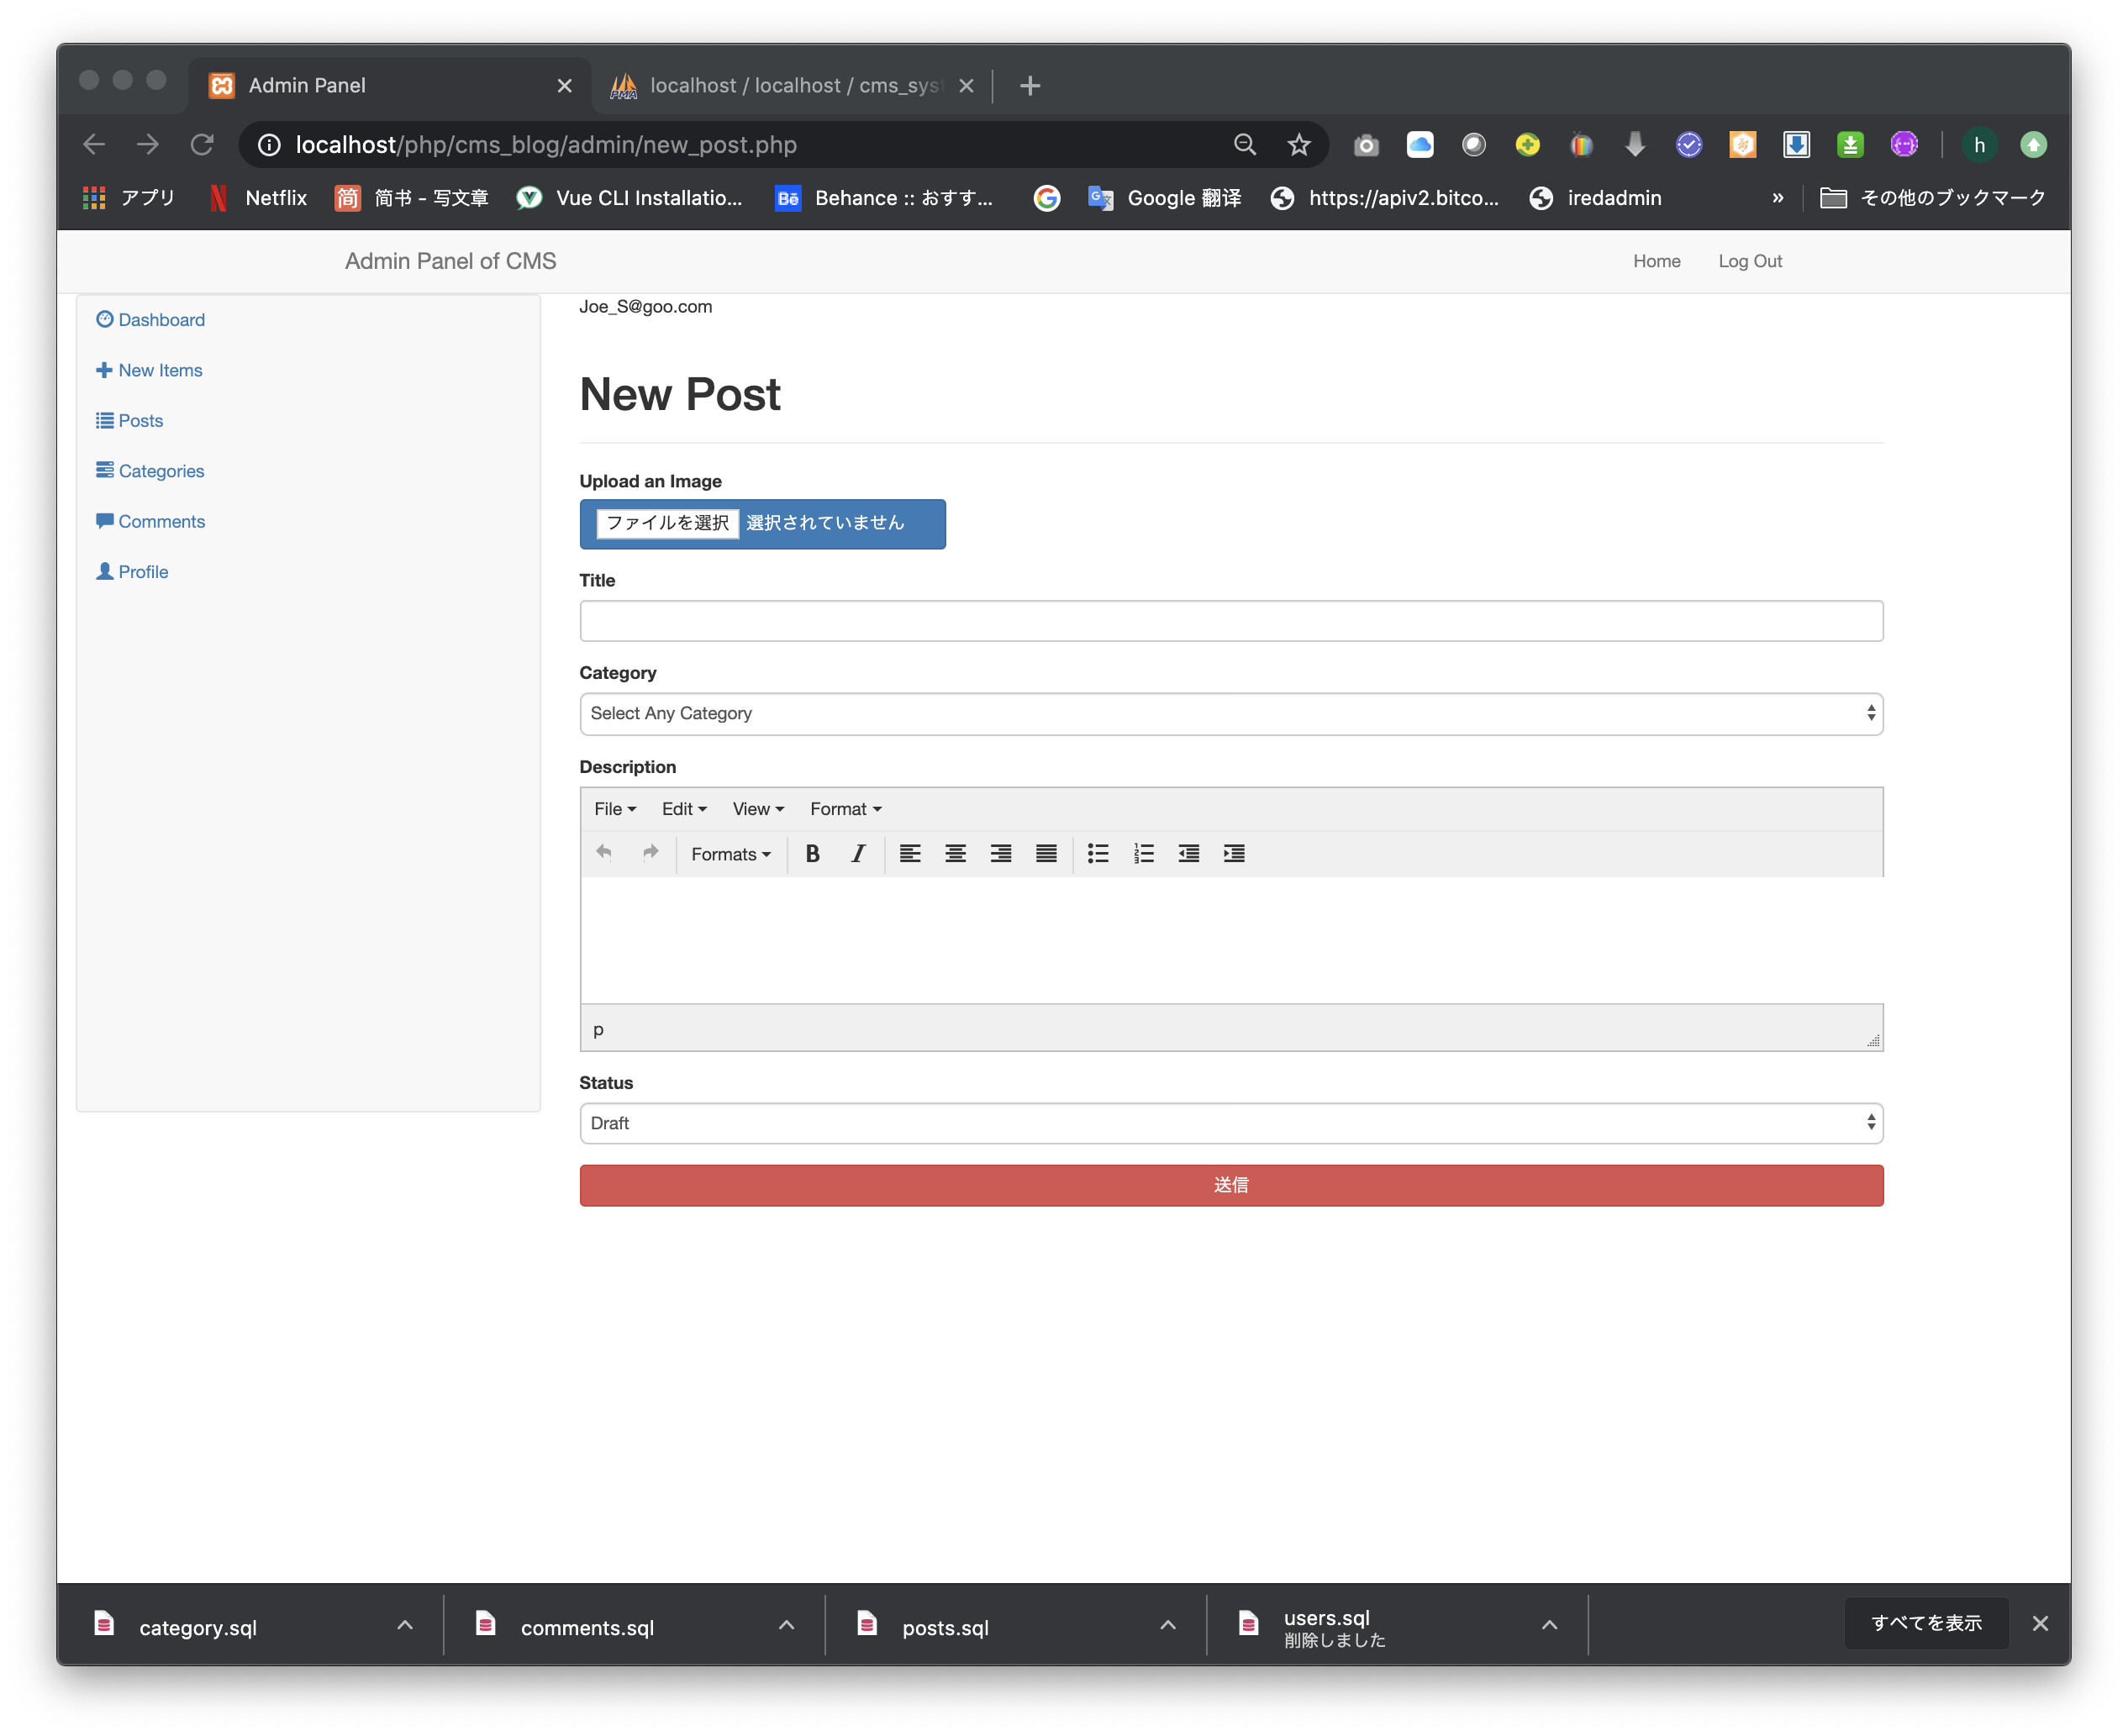 Admin Panel
localhost / localhost / cms_syst
localhost/php/cms_blog/admin/new_post.php
h
アプリ
Netflix
简 简书 - 写文章
Vue CLI Installatio...
Bē Behance :: おすす...
Google 翻译
https://apiv2.bitco...
iredadmin
»
その他のブックマーク
Admin Panel of CMS
Home
Log Out
Dashboard
New Items
Posts
Categories
Comments
Profile
Joe_S@goo.com
New Post
Upload an Image
ファイルを選択 選択されていません
Title
Category
Select Any Category
Description
File Edit View Format
Formats B I
p
Status
Draft
送信
category.sql
comments.sql
posts.sql
users.sql
削除しました
すべてを表示